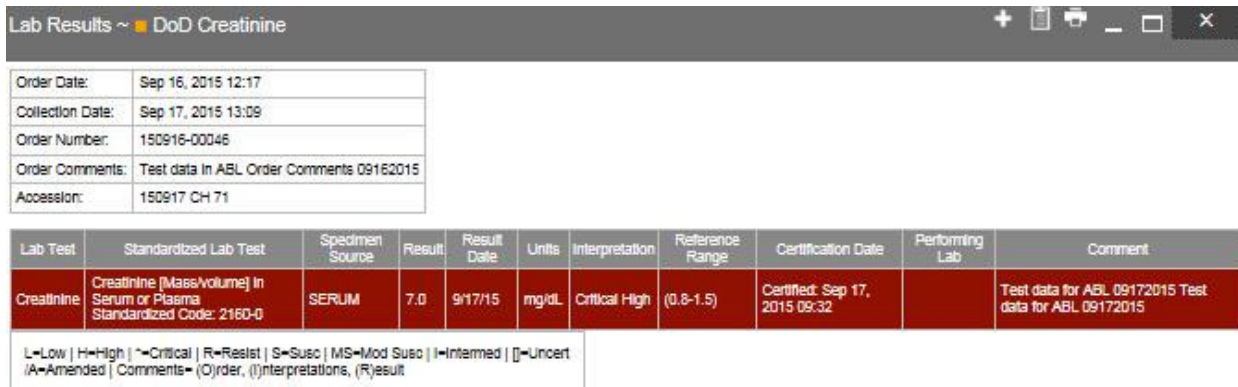 Lab Results ~ DoD Creatinine
Order Date: Sep 16, 2015 12:17
Collection Date: Sep 17, 2015 13:09
Order Number: 150916-00046
Order Comments: Test data in ABL Order Comments 09162015
Accession: 150917 CH 71
Lab Test Standardized Lab Test Specimen Source Result Result Date Units Interpretation Reference Range Certification Date Performing Lab Comment
Creatinine Creatinine [Mass/volume] in Serum or Plasma Standardized Code: 2160-0 SERUM 7.0 9/17/15 mg/dL Critical High (0.8-1.5) Certified: Sep 17, 2015 09:32 Test data for ABL 09172015 Test data for ABL 09172015
L=Low | H=High | *=Critical | R=Resist | S=Susc | MS=Mod Susc | I=Intermed | []=Uncert
/A=Amended | Comments= (O)rder, (I)nterpretations, (R)esult